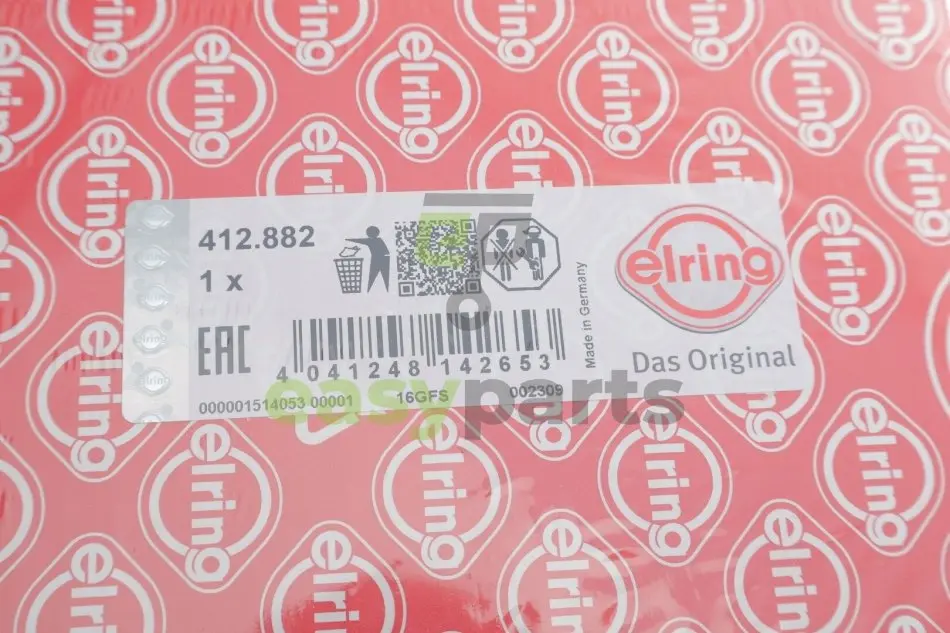 412.882
1 x
EAC
4 041248 142653
000001514053 00001 16GFS 002309
Made in Germany
elring
Das Original
easyparts